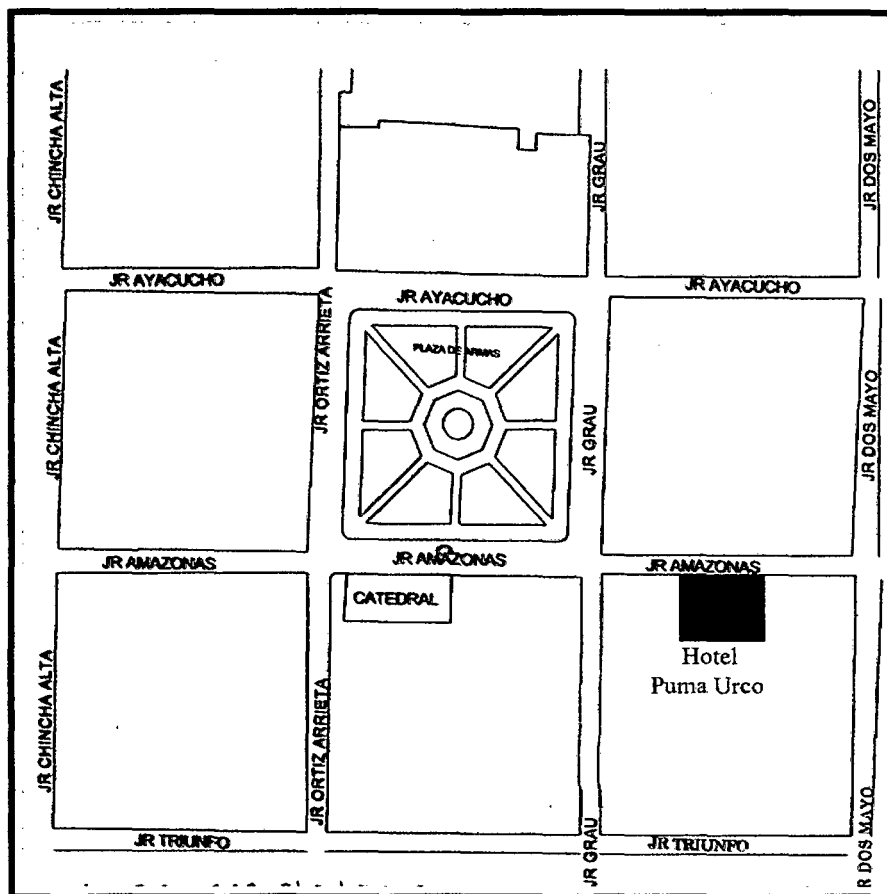 JR CHINCHA ALTA
JR GRAU
JR DOS MAYO
JR AYACUCHO
JR AYACUCHO
JR AYACUCHO
JR CHINCHA ALTA
JR ORTIZ ARRIETA
PLAZA DE ARMAS
JR GRAU
JR DOS MAYO
JR AMAZONAS
JR AMAZONAS
JR AMAZONAS
CATEDRAL
Hotel
Puma Urco
JR CHINCHA ALTA
JR ORTIZ ARRIETA
JR TRIUNFO
JR GRAU
JR TRIUNFO
R DOS MAYO